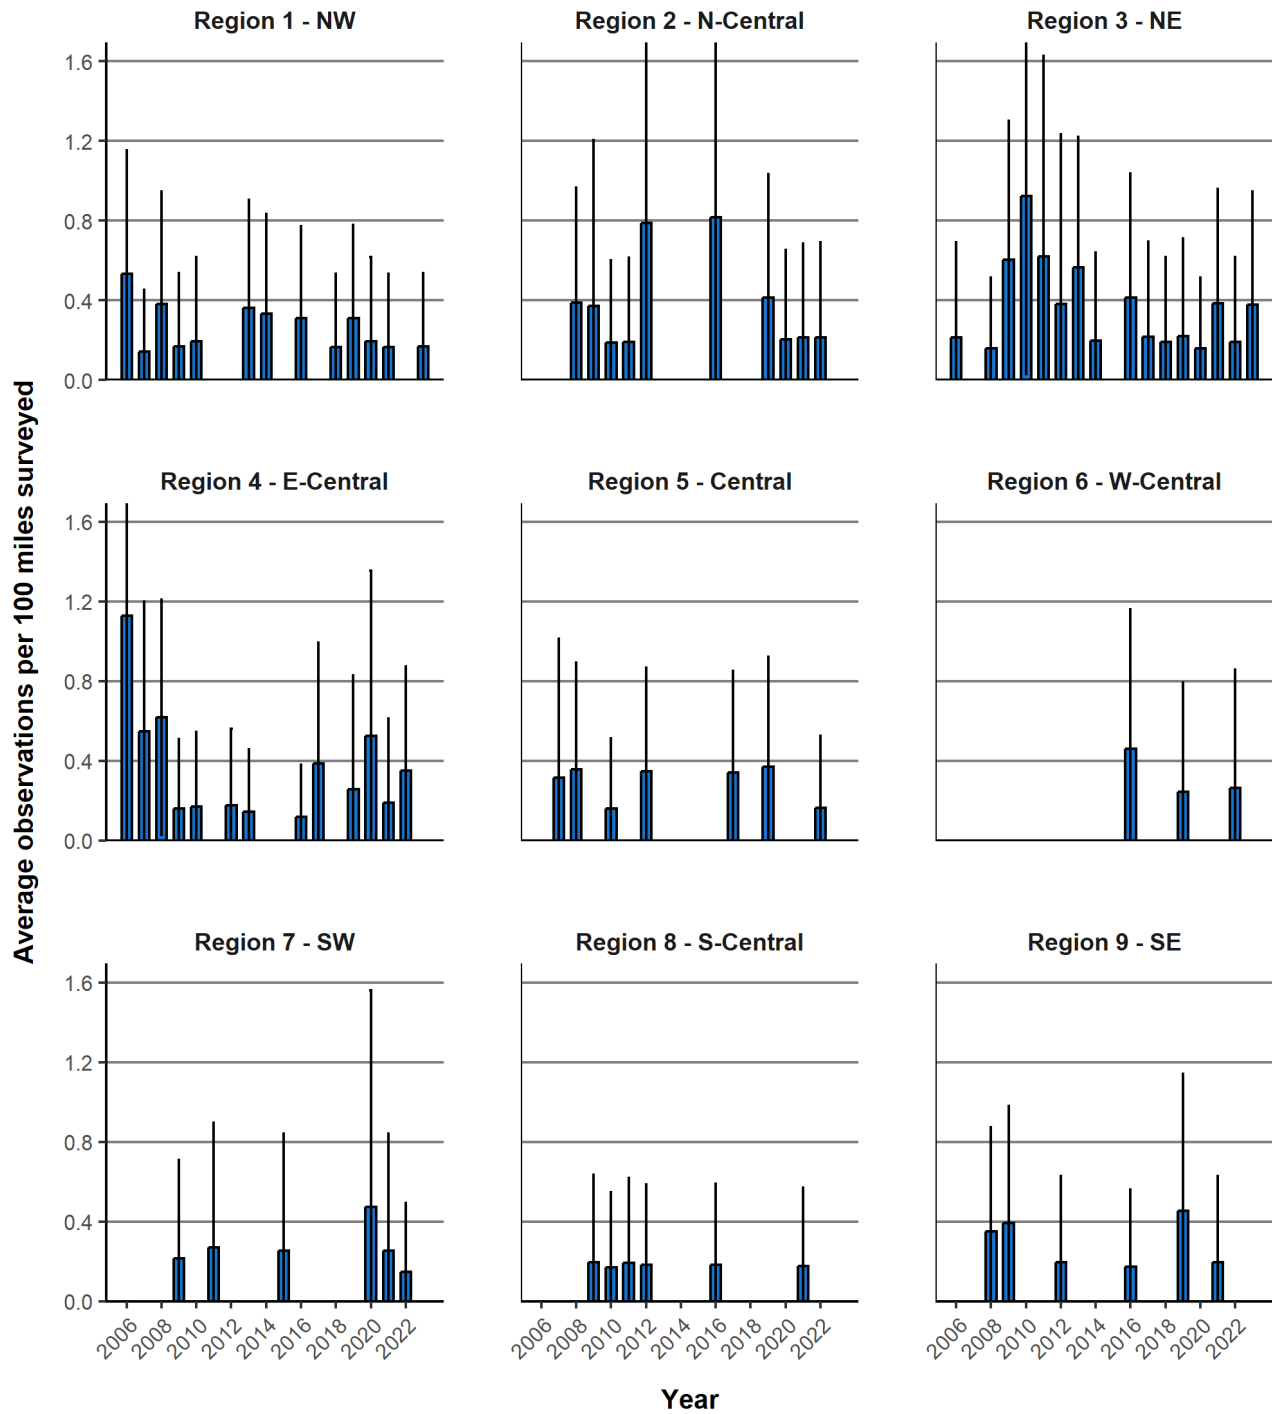 Region 1 - NW
Region 2 - N-Central
Region 3 - NE
1.6
1.2
0.8
0.4
0.0
Average observations per 100 miles surveyed
Region 4 - E-Central
Region 5 - Central
Region 6 - W-Central
1.6
1.2
0.8
0.4
0.0
Region 7 - SW
Region 8 - S-Central
Region 9 - SE
1.6
1.2
0.8
0.4
0.0
2006 2008 2010 2012 2014 2016 2018 2020 2022
2006 2008 2010 2012 2014 2016 2018 2020 2022
2006 2008 2010 2012 2014 2016 2018 2020 2022
Year